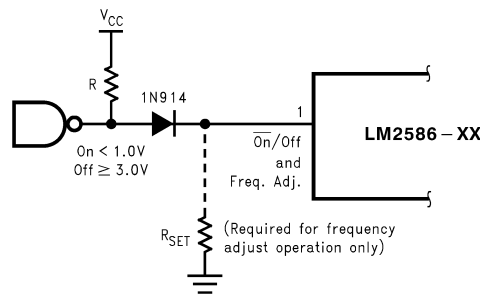 V_CC
R
1N914
1
O̅n̅/Off
and
Freq. Adj.
LM2586–XX
On < 1.0V
Off ≥ 3.0V
R_SET
(Required for frequency
adjust operation only)